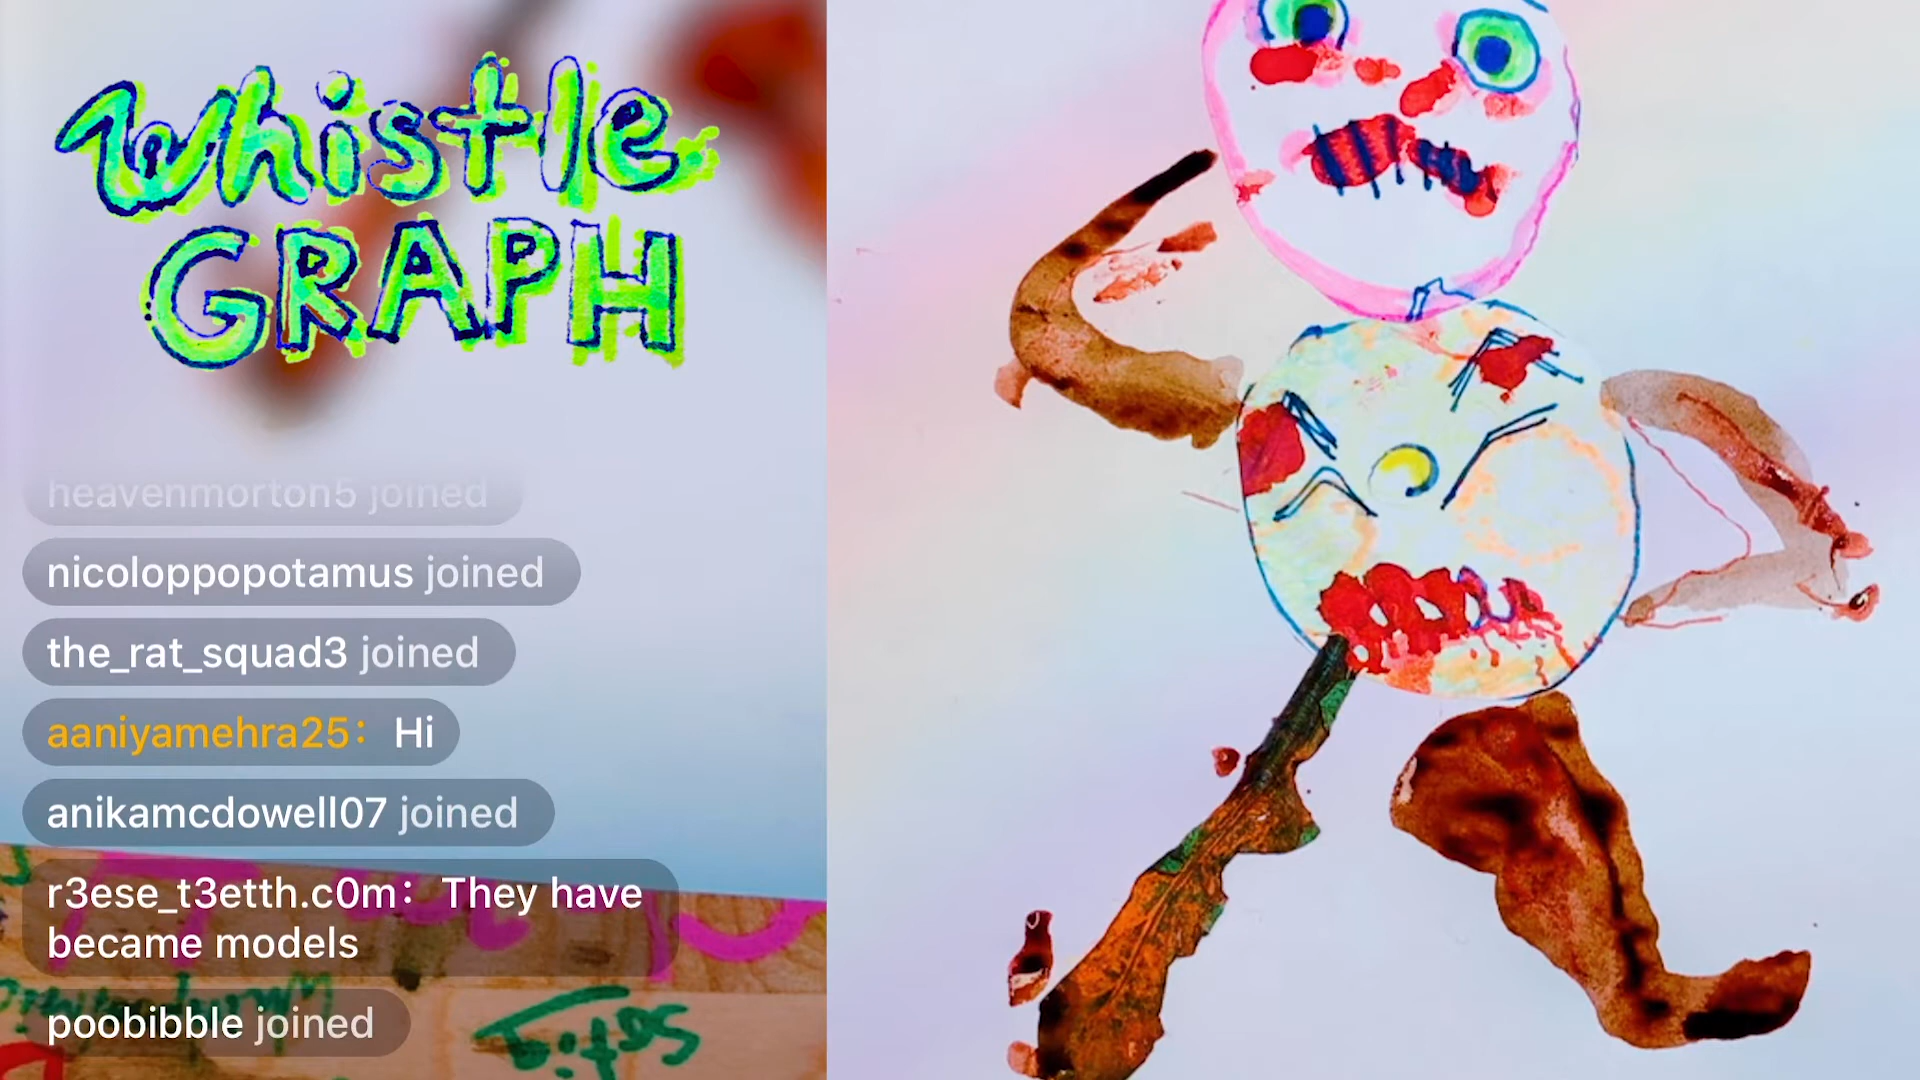 Whistle
GRAPH
heavenmorton5 joined
nicoloppopotamus joined
the_rat_squad3 joined
aaniyamehra25: Hi
anikamcdowell07 joined
r3ese_t3etth.c0m: They have
became models
poobibble joined